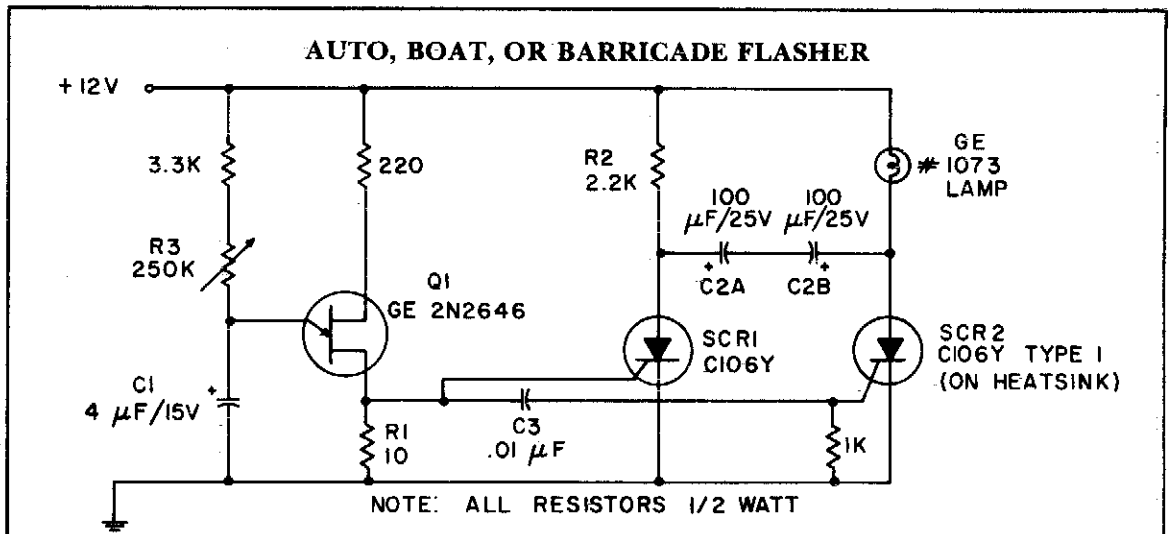 AUTO, BOAT, OR BARRICADE FLASHER
+12V
3.3K
220
R2
2.2K
GE
# 1073
LAMP
100
µF/25V
100
µF/25V
R3
250K
C2A
C2B
Q1
GE 2N2646
SCR1
C106Y
SCR2
C106Y TYPE 1
(ON HEATSINK)
C1
4 µF/15V
+
+
+
R1
10
C3
.01 µF
1K
NOTE: ALL RESISTORS 1/2 WATT